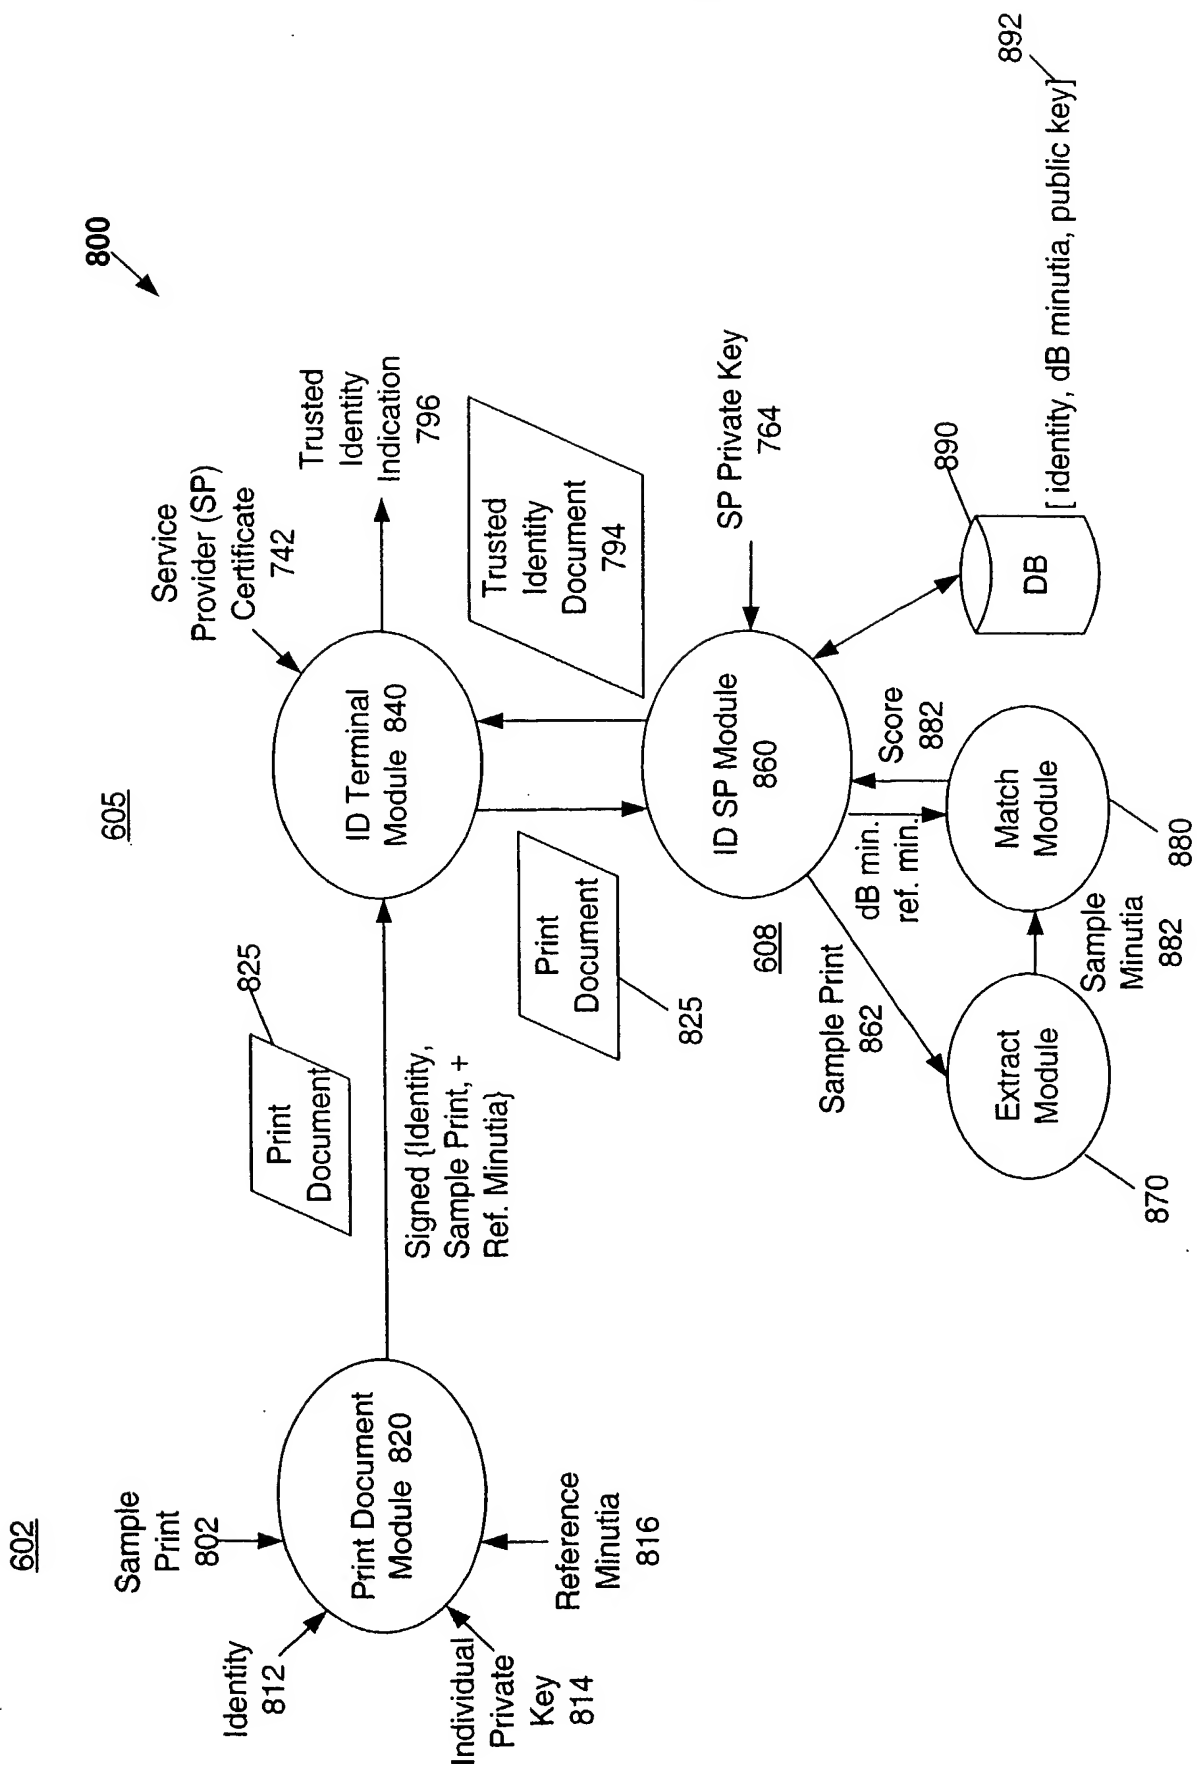 800
602
605
Sample
Print
802
Identity
812
Individual
Private
Key
814
Reference
Minutia
816
Print Document
Module 820
Print
Document
825
Signed {Identity,
Sample Print, +
Ref. Minutia}
Service
Provider (SP)
Certificate
742
ID Terminal
Module 840
Trusted
Identity
Indication
796
Print
Document
825
Trusted
Identity
Document
794
608
ID SP Module
860
SP Private Key
764
Sample Print
862
dB min.
ref. min.
Score
882
Extract
Module
870
Sample
Minutia
882
Match
Module
880
DB
890
[ identity, dB minutia, public key]
892